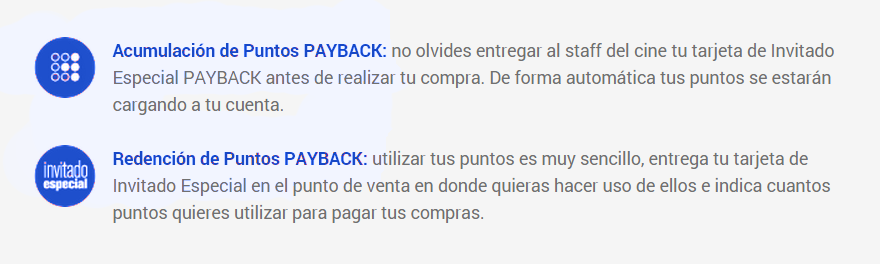 Acumulación de Puntos PAYBACK: no olvides entregar al staff del cine tu tarjeta de Invitado
Especial PAYBACK antes de realizar tu compra. De forma automática tus puntos se estarán
cargando a tu cuenta.
invitado
especial
Redención de Puntos PAYBACK: utilizar tus puntos es muy sencillo, entrega tu tarjeta de
Invitado Especial en el punto de venta en donde quieras hacer uso de ellos e indica cuantos
puntos quieres utilizar para pagar tus compras.